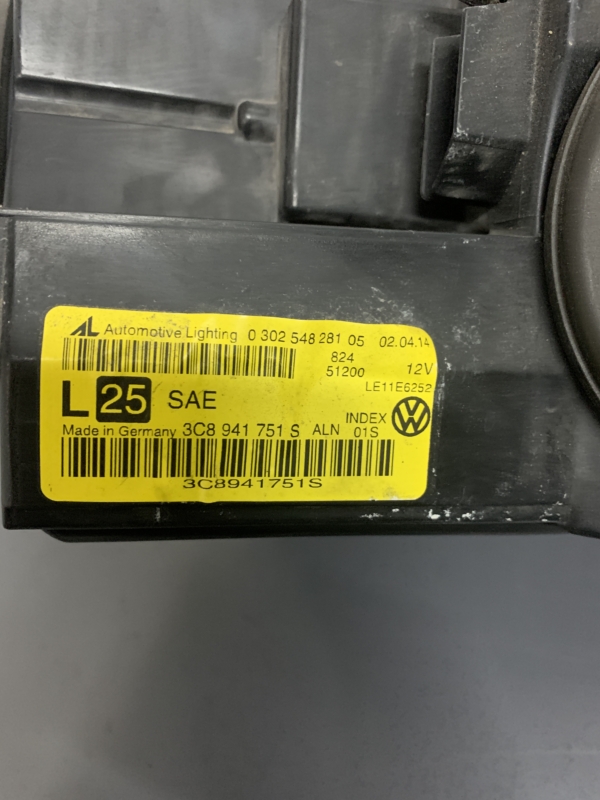 AL Automotive Lighting 0 302 548 281 05 02.04.14
824
51200 12V
LE11E6252
L 25 SAE
INDEX
Made in Germany 3C8 941 751 S ALN 01S
3C8941751S